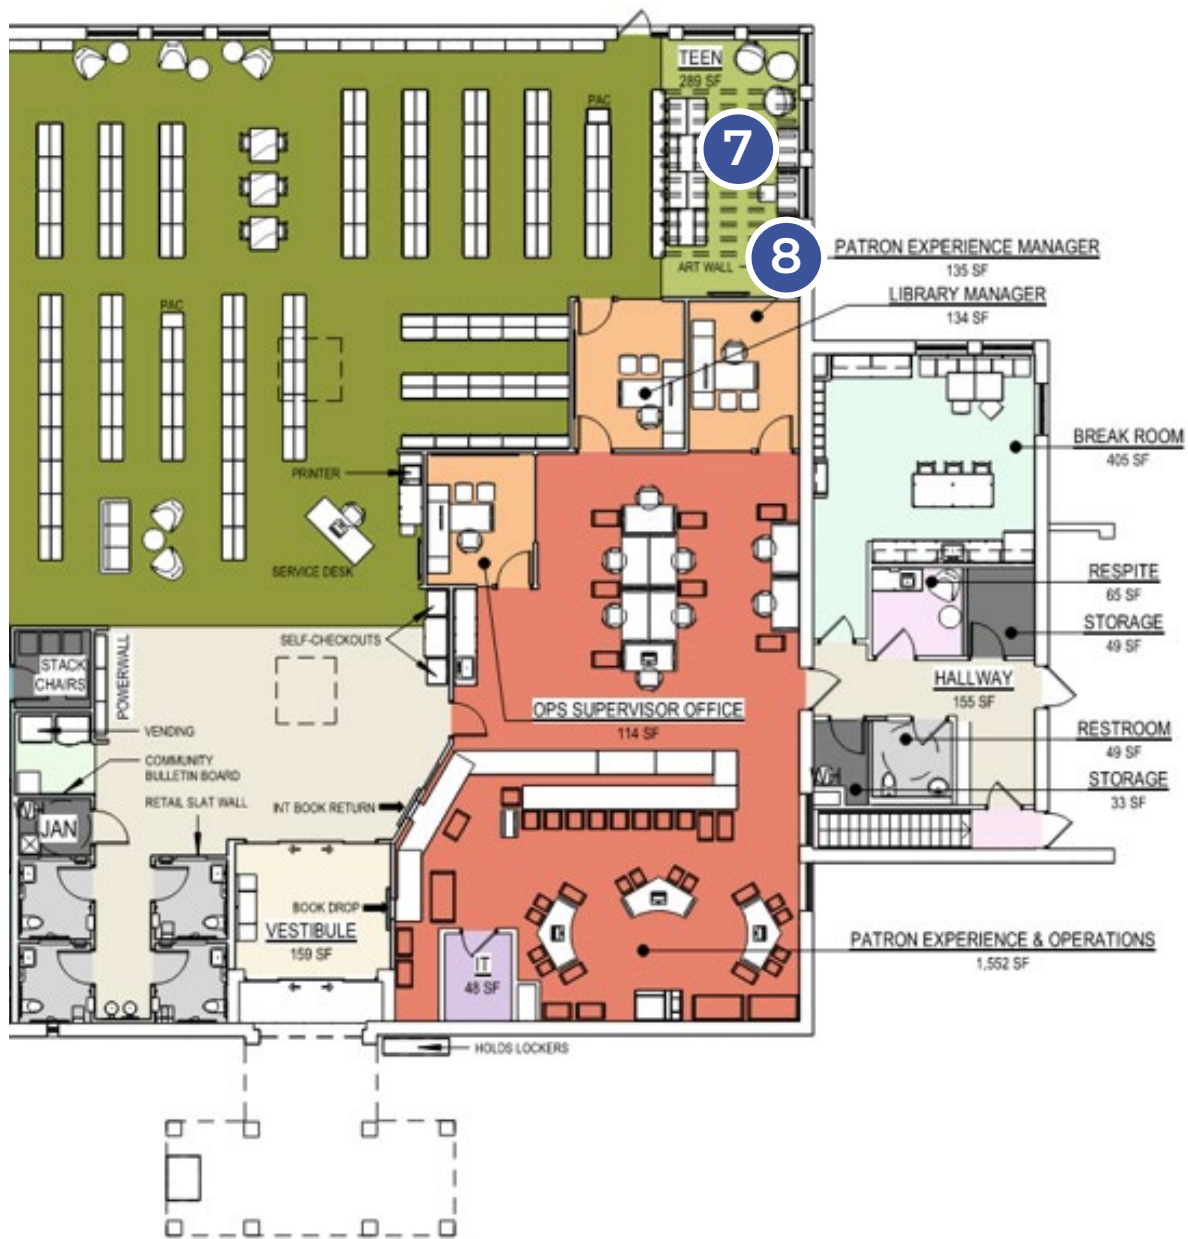 TEEN
289 SF
PAC
7
8
ART WALL
PATRON EXPERIENCE MANAGER
135 SF
LIBRARY MANAGER
134 SF
PAC
BREAK ROOM
405 SF
PRINTER
SERVICE DESK
RESPITE
65 SF
STORAGE
49 SF
SELF-CHECKOUTS
STACK
CHAIRS
POWERWALL
HALLWAY
155 SF
OPS SUPERVISOR OFFICE
114 SF
VENDING
RESTROOM
49 SF
COMMUNITY
BULLETIN BOARD
WH
STORAGE
33 SF
RETAIL SLAT WALL
INT BOOK RETURN
WH
JAN
BOOK DROP
VESTIBULE
159 SF
PATRON EXPERIENCE & OPERATIONS
1,552 SF
IT
48 SF
HOLDS LOCKERS